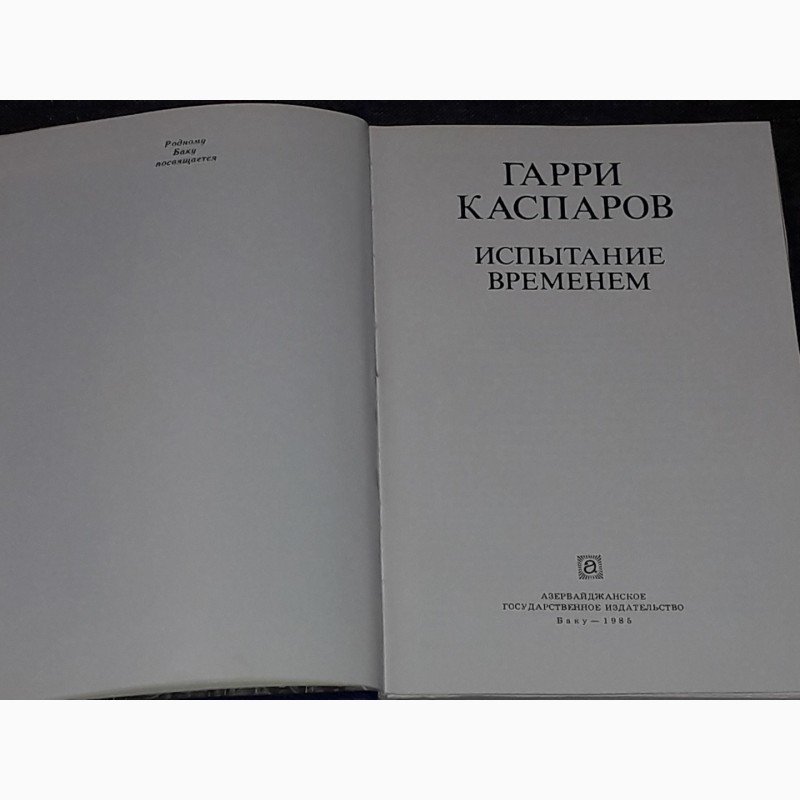 Родному
Баку
посвящается
ГАРРИ
КАСПАРОВ
ИСПЫТАНИЕ
ВРЕМЕНЕМ
а
АЗЕРБАЙДЖАНСКОЕ
ГОСУДАРСТВЕННОЕ ИЗДАТЕЛЬСТВО
Баку — 1985